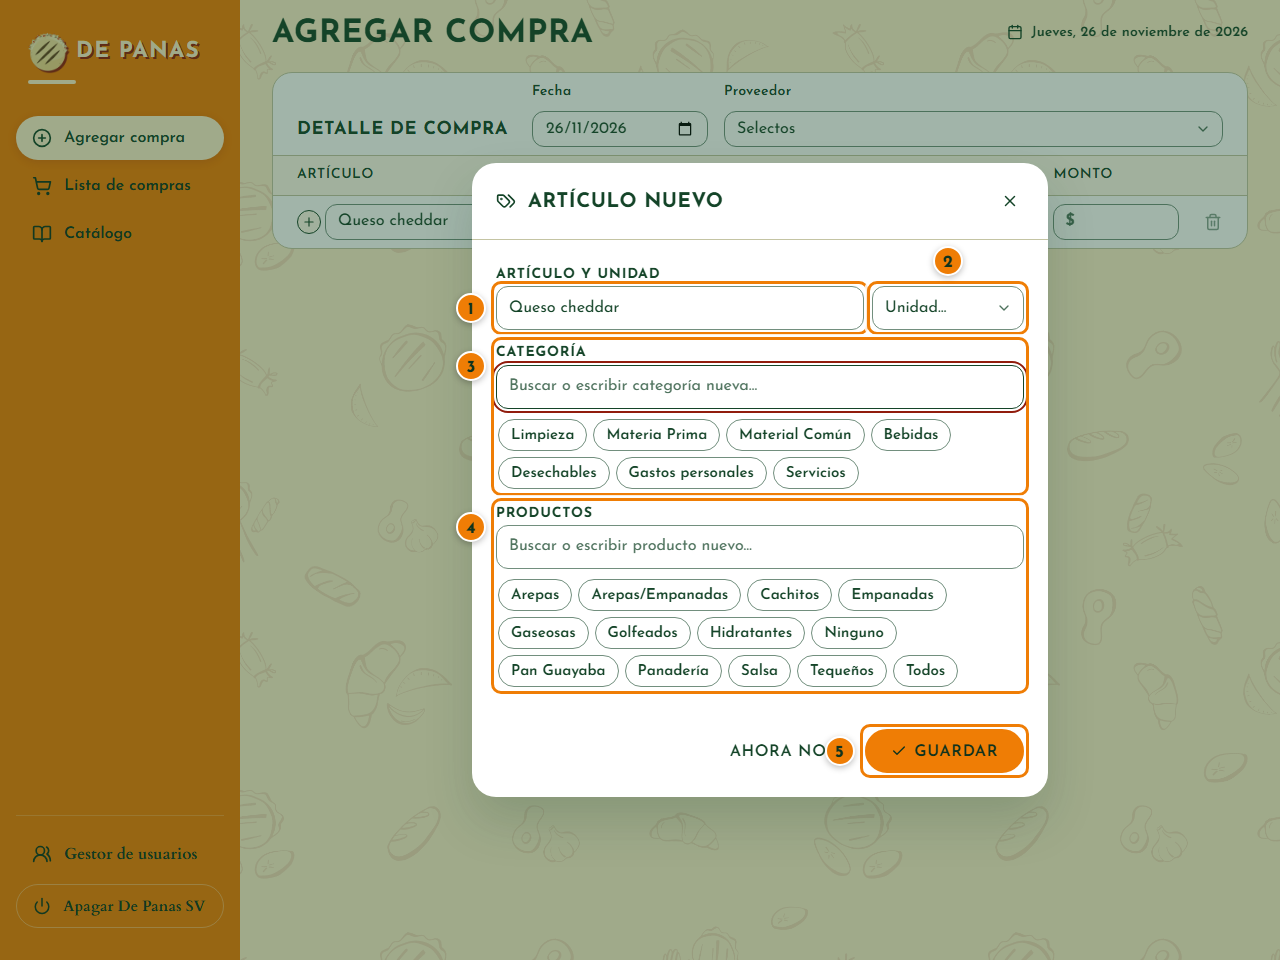 DE PANAS
AGREGAR COMPRA
Jueves, 26 de noviembre de 2026
Agregar compra
Lista de compras
Catálogo
Fecha
Proveedor
DETALLE DE COMPRA
26/11/2026
Selectos
ARTÍCULO
MONTO
Queso cheddar
$
ARTÍCULO NUEVO
2
ARTÍCULO Y UNIDAD
1
Queso cheddar
Unidad...
CATEGORÍA
3
Buscar o escribir categoría nueva...
Limpieza
Materia Prima
Material Común
Bebidas
Desechables
Gastos personales
Servicios
PRODUCTOS
4
Buscar o escribir producto nuevo...
Arepas
Arepas/Empanadas
Cachitos
Empanadas
Gaseosas
Golfeados
Hidratantes
Ninguno
Pan Guayaba
Panadería
Salsa
Tequeños
Todos
AHORA NO
5
GUARDAR
Gestor de usuarios
Apagar De Panas SV